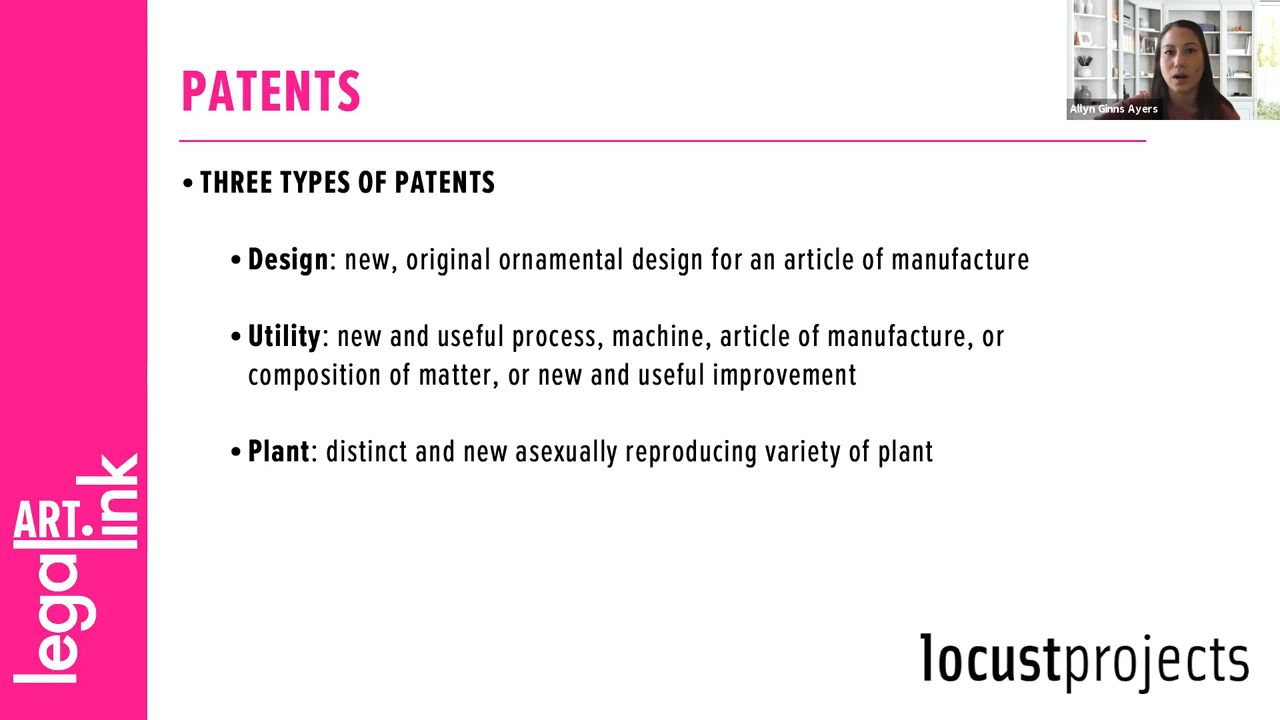 PATENTS
Allyn Ginns Ayers
• THREE TYPES OF PATENTS
• Design: new, original ornamental design for an article of manufacture
• Utility: new and useful process, machine, article of manufacture, or
composition of matter, or new and useful improvement
• Plant: distinct and new asexually reproducing variety of plant
legal
ART.
link
locustprojects